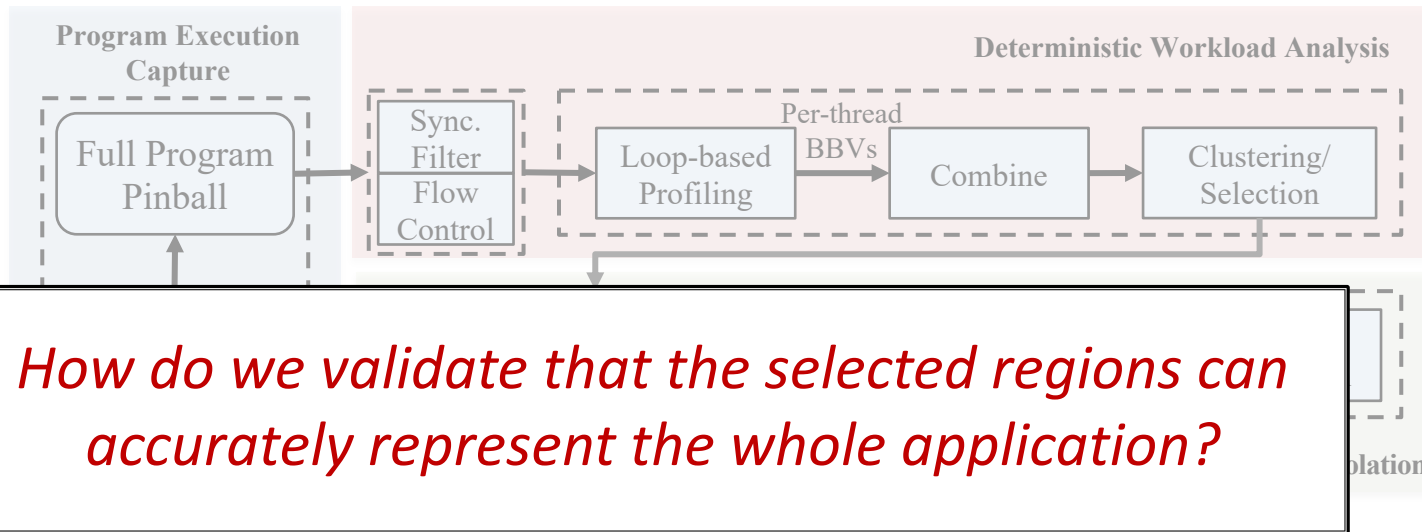 Program Execution
Capture
Deterministic Workload Analysis
Full Program
Pinball
Sync.
Filter
Flow
Control
Loop-based
Profiling
Per-thread
BBVs
Combine
Clustering/
Selection
How do we validate that the selected regions can
accurately represent the whole application?